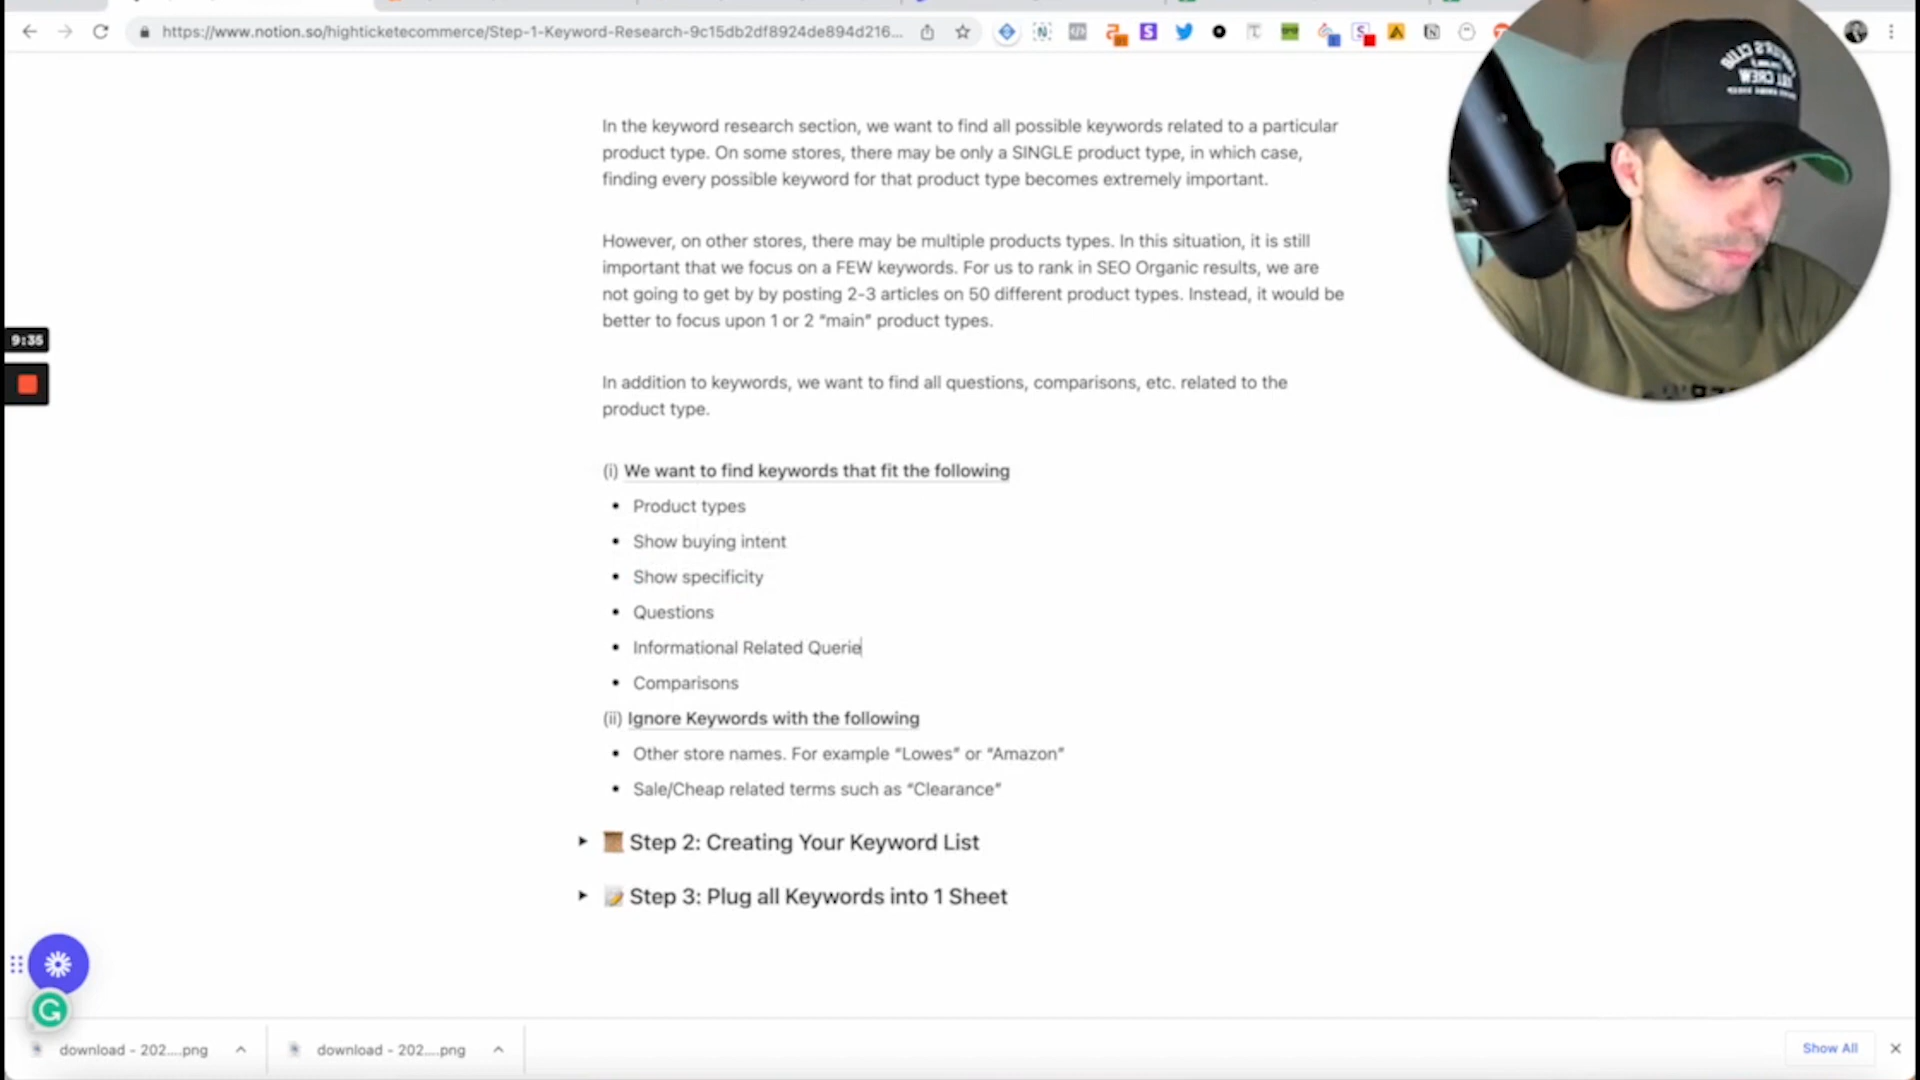 https://www.notion.so/highticketecommerce/Step-1-Keyword-Research-9c15db2df8924de894d216...
In the keyword research section, we want to find all possible keywords related to a particular
product type. On some stores, there may be only a SINGLE product type, in which case,
finding every possible keyword for that product type becomes extremely important.
However, on other stores, there may be multiple products types. In this situation, it is still
important that we focus on a FEW keywords. For us to rank in SEO Organic results, we are
not going to get by by posting 2-3 articles on 50 different product types. Instead, it would be
better to focus upon 1 or 2 “main” product types.
9:35
In addition to keywords, we want to find all questions, comparisons, etc. related to the
product type.
(i) We want to find keywords that fit the following
• Product types
• Show buying intent
• Show specificity
• Questions
• Informational Related Querie
• Comparisons
(ii) Ignore Keywords with the following
• Other store names. For example “Lowes” or “Amazon”
• Sale/Cheap related terms such as “Clearance”
Step 2: Creating Your Keyword List
Step 3: Plug all Keywords into 1 Sheet
download - 202....png
download - 202....png
Show All